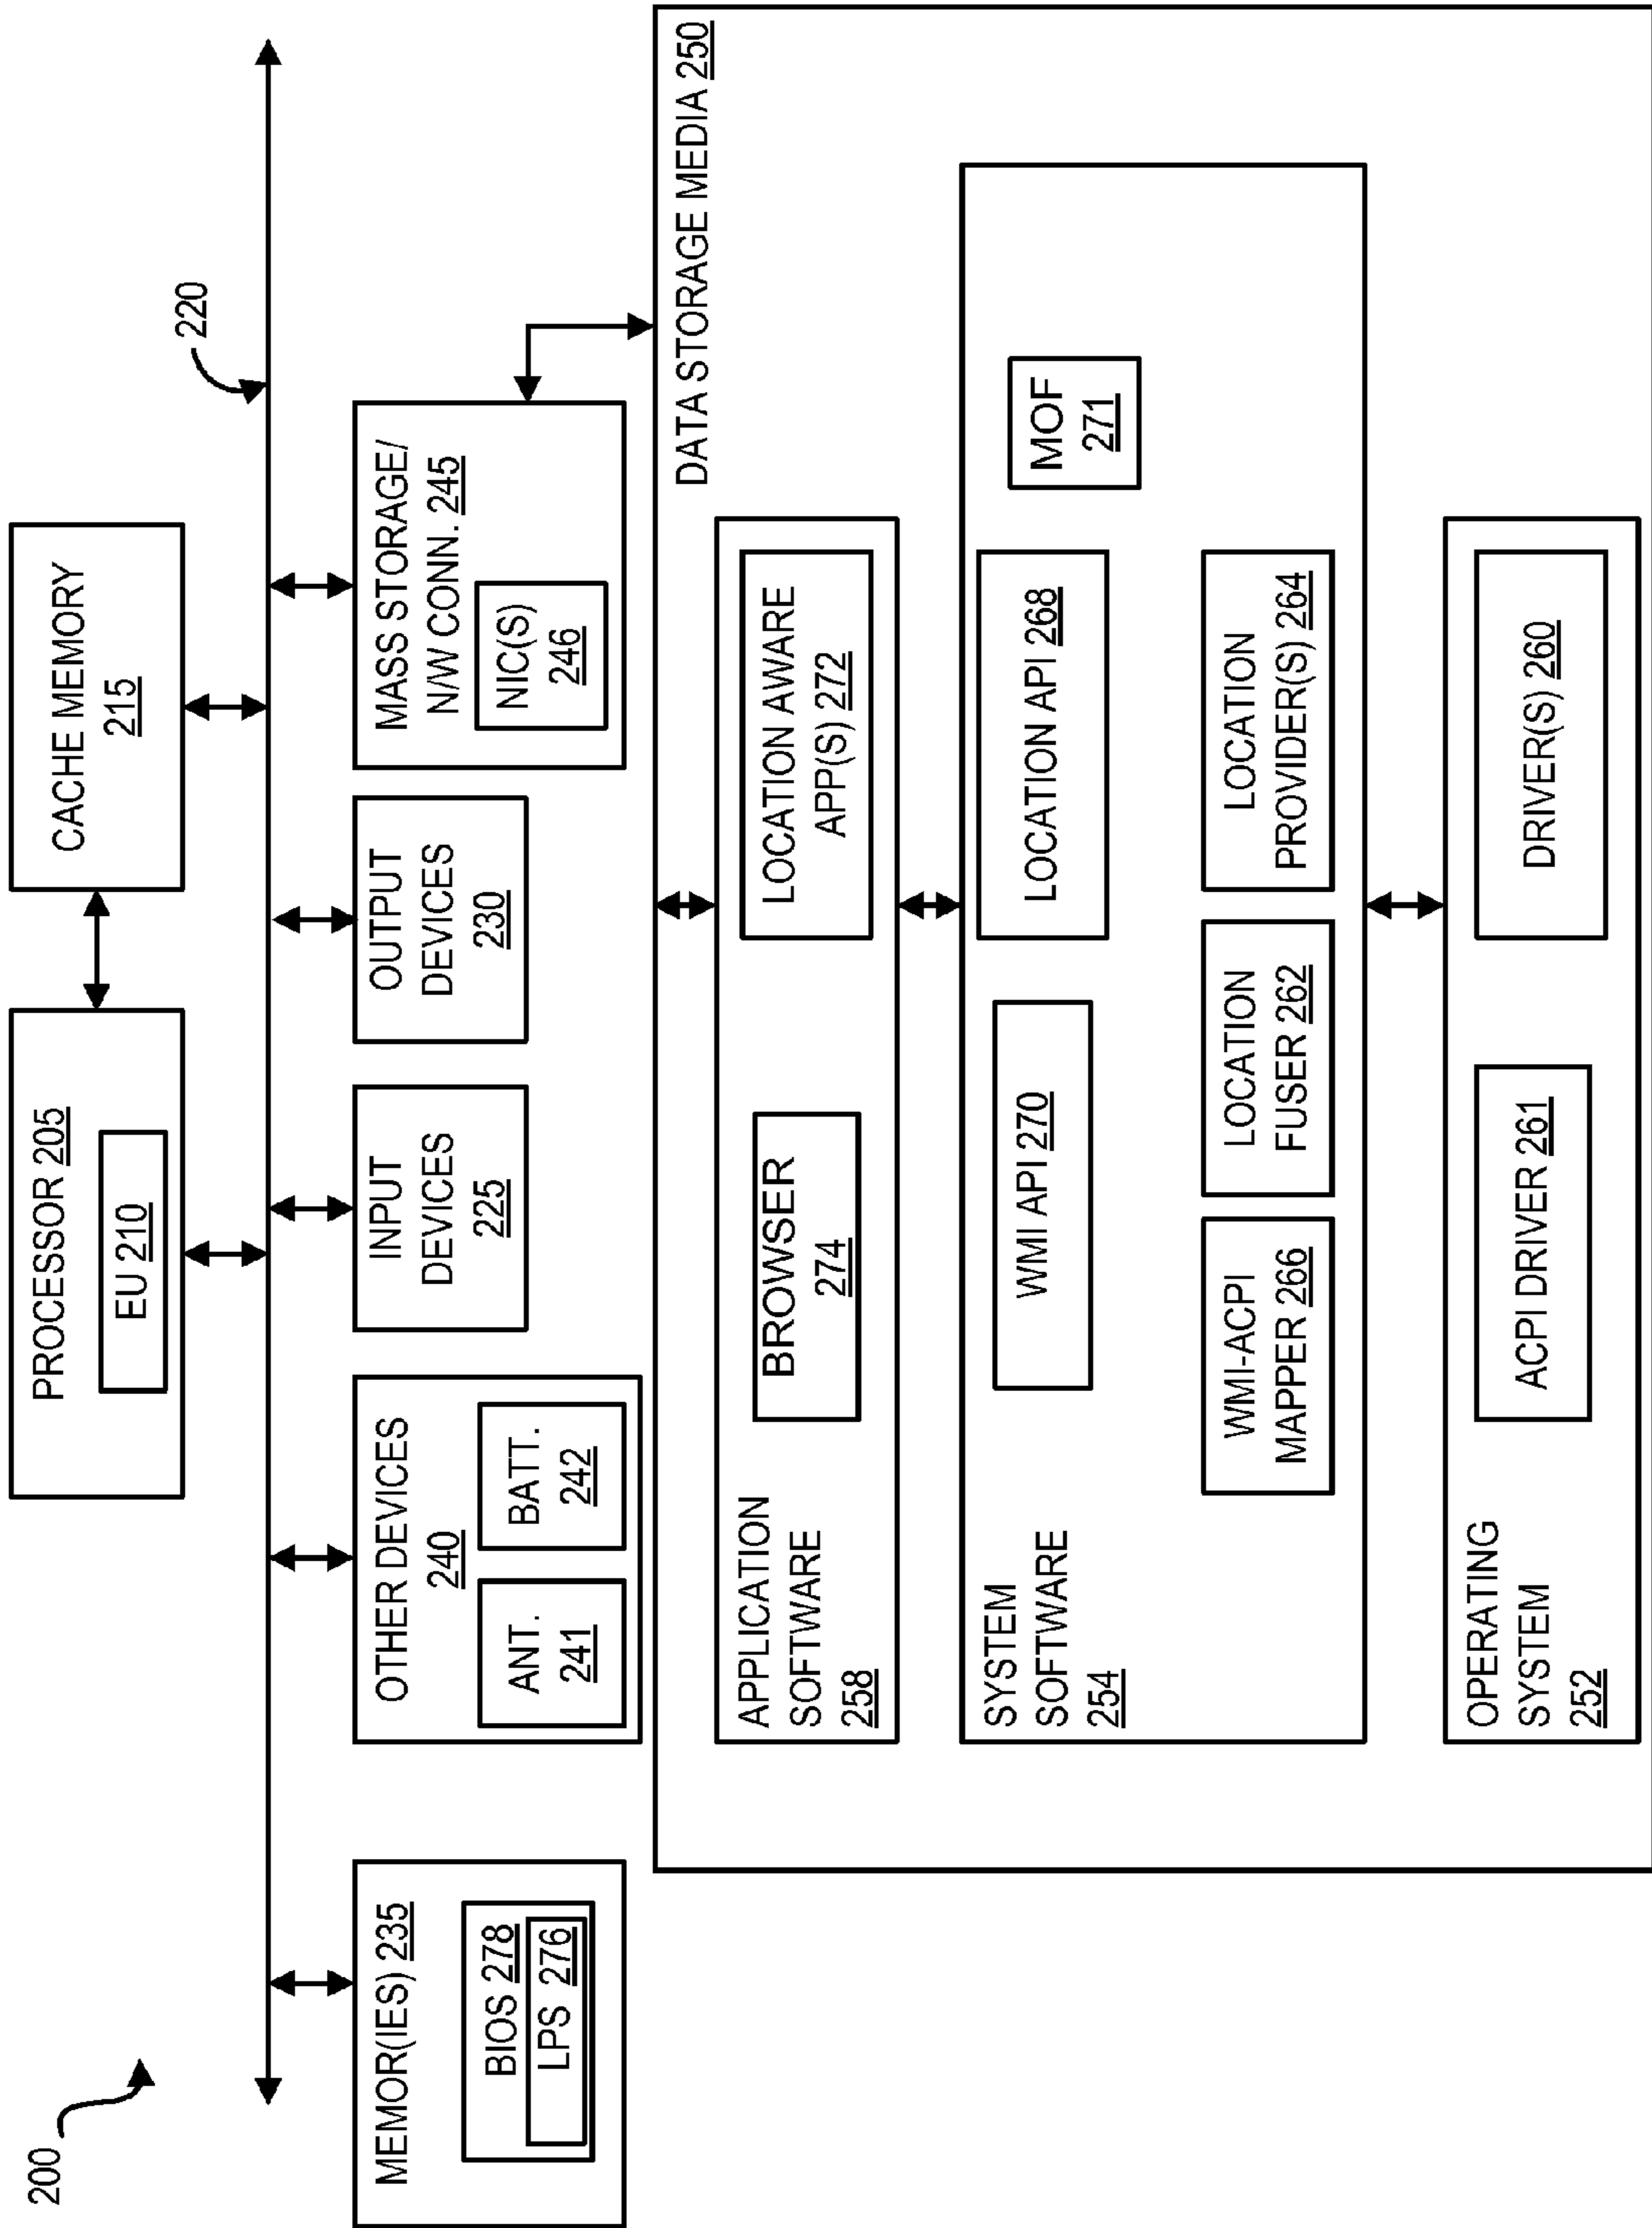 200
PROCESSOR 205
EU 210
CACHE MEMORY
215
220
MEMOR(IES) 235
BIOS 278
LPS 276
OTHER DEVICES
240
ANT.
241
BATT.
242
INPUT
DEVICES
225
OUTPUT
DEVICES
230
MASS STORAGE/
N/W CONN. 245
NIC(S)
246
DATA STORAGE MEDIA 250
APPLICATION
SOFTWARE
258
BROWSER
274
LOCATION AWARE
APP(S) 272
SYSTEM
SOFTWARE
254
WMI API 270
LOCATION API 268
MOF
271
WMI-ACPI
MAPPER 266
LOCATION
FUSER 262
LOCATION
PROVIDER(S) 264
OPERATING
SYSTEM
252
ACPI DRIVER 261
DRIVER(S) 260